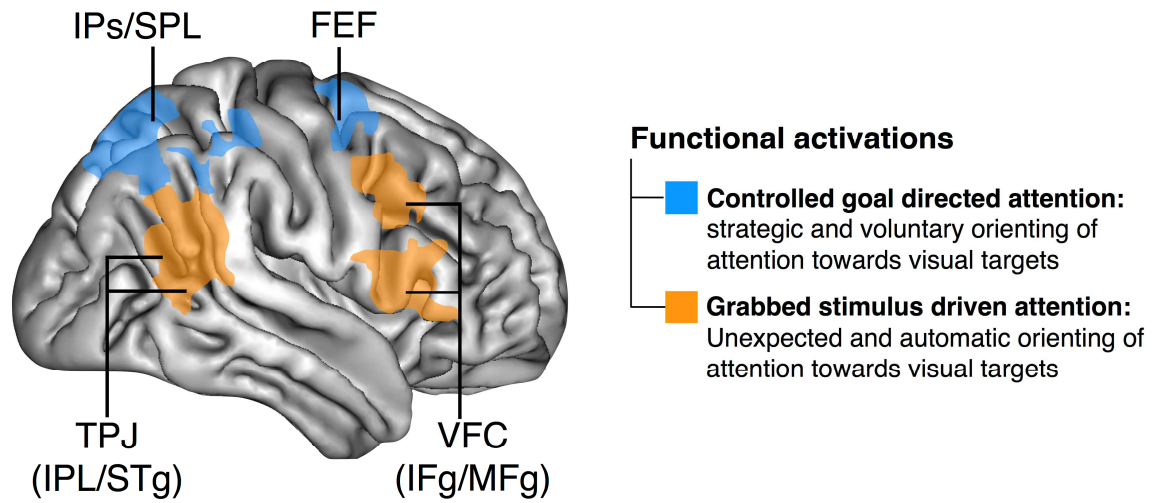 IPs/SPL
FEF
TPJ
(IPL/STg)
VFC
(IFg/MFg)
Functional activations
Controlled goal directed attention:
strategic and voluntary orienting of
attention towards visual targets
Grabbed stimulus driven attention:
Unexpected and automatic orienting of
attention towards visual targets